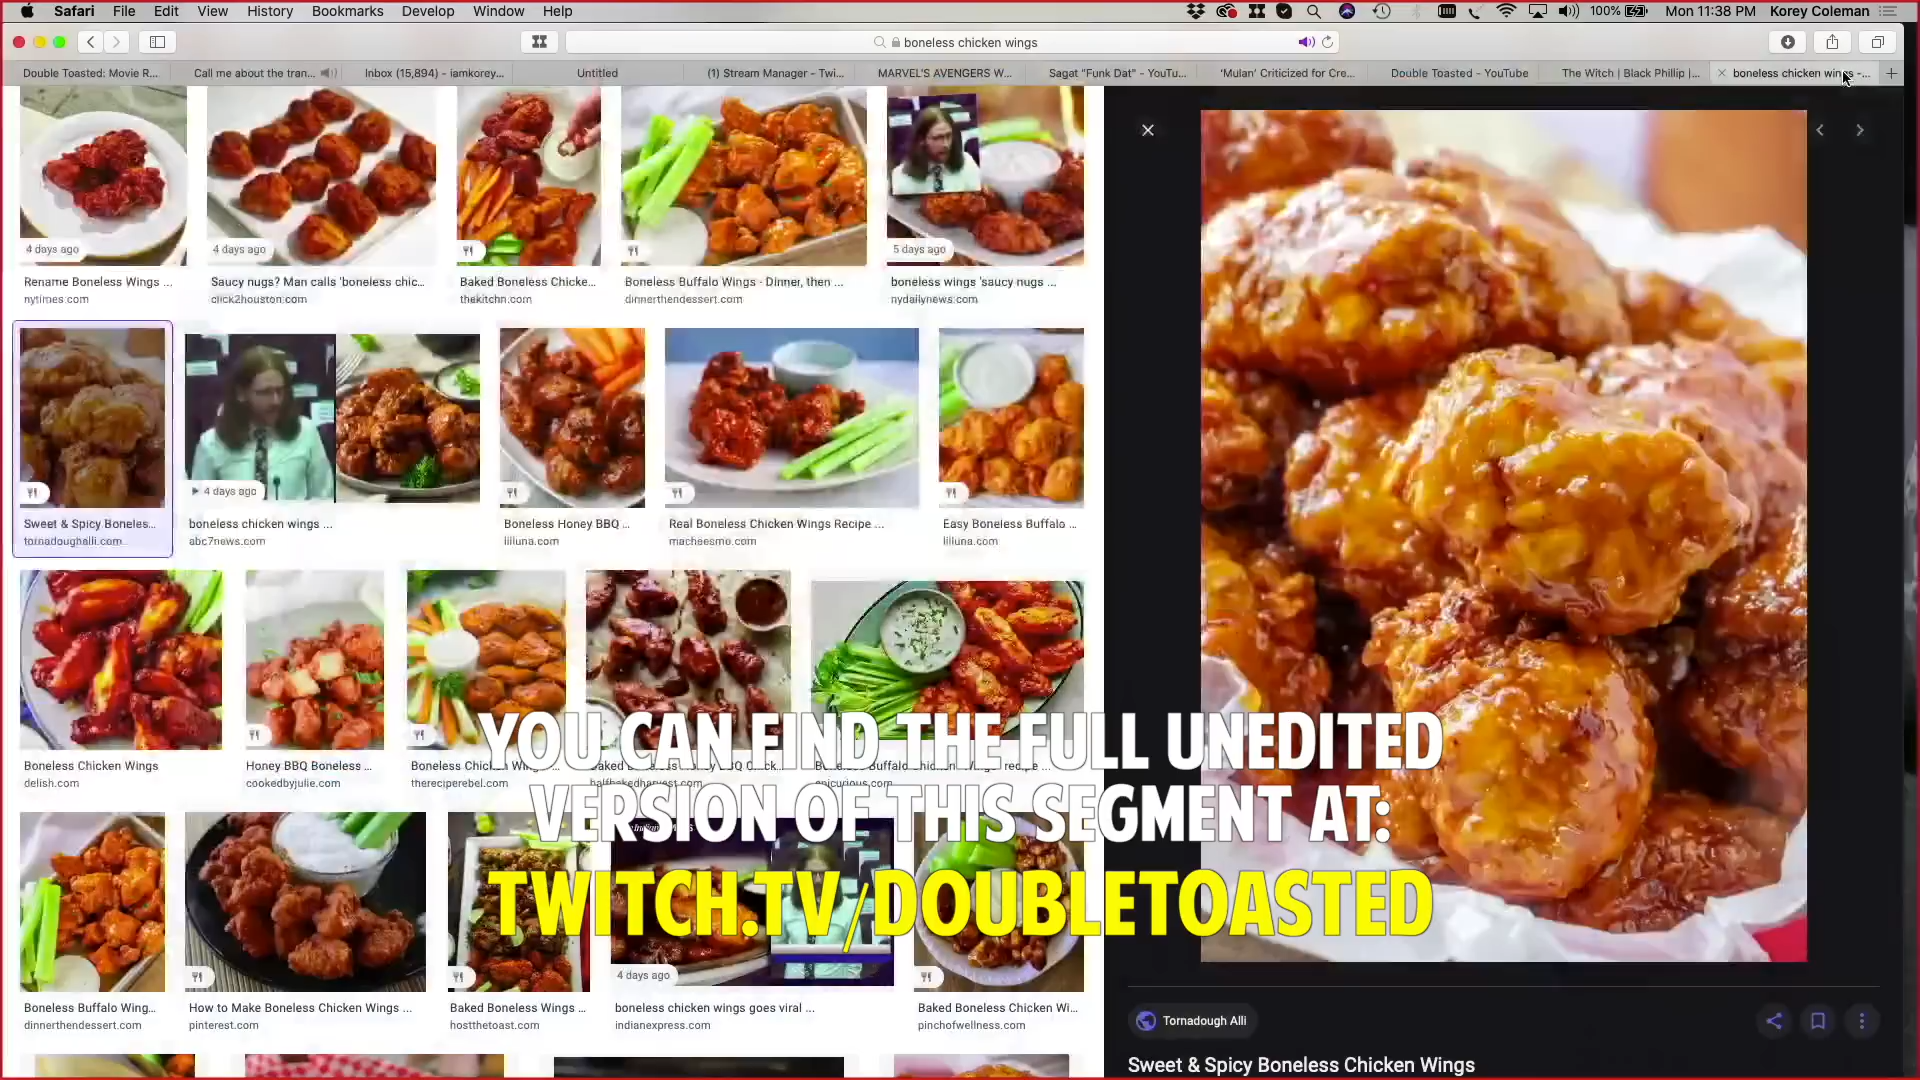 Safari File Edit View History Bookmarks Develop Window Help
100% Mon 11:38 PM Korey Coleman
boneless chicken wings
Double Toasted: Movie R... Call me about the tran... Inbox (15,894) - iamkorey... Untitled (1) Stream Manager - Twi... MARVEL'S AVENGERS W... Sagat "Funk Dat" - YouTu... 'Mulan' Criticized for Cre... Double Toasted - YouTube The Witch | Black Phillip |... boneless chicken wings -...
4 days ago 4 days ago 5 days ago
Rename Boneless Wings ... Saucy nugs? Man calls 'boneless chic... Baked Boneless Chicke... Boneless Buffalo Wings - Dinner, then ... boneless wings 'saucy nugs ...
nytimes.com click2houston.com thekitchn.com dinnerthendessert.com nydailynews.com
4 days ago
Sweet & Spicy Boneles... boneless chicken wings ... Boneless Honey BBQ ... Real Boneless Chicken Wings Recipe ... Easy Boneless Buffalo ...
tornadoughalli.com abc7news.com lilluna.com macheesmo.com lilluna.com
Boneless Chicken Wings Honey BBQ Boneless ... Boneless Chicken Wing
delish.com cookedbyjulie.com thereciperebel.com halfbakedharvest.com epicurious.com
YOU CAN FIND THE FULL UNEDITED
VERSION OF THIS SEGMENT AT:
TWITCH.TV/DOUBLETOASTED
4 days ago
Boneless Buffalo Wing... How to Make Boneless Chicken Wings ... Baked Boneless Wings ... boneless chicken wings goes viral ... Baked Boneless Chicken Wi...
dinnerthendessert.com pinterest.com hostthetoast.com indianexpress.com pinchofwellness.com
Tornadough Alli
Sweet & Spicy Boneless Chicken Wings